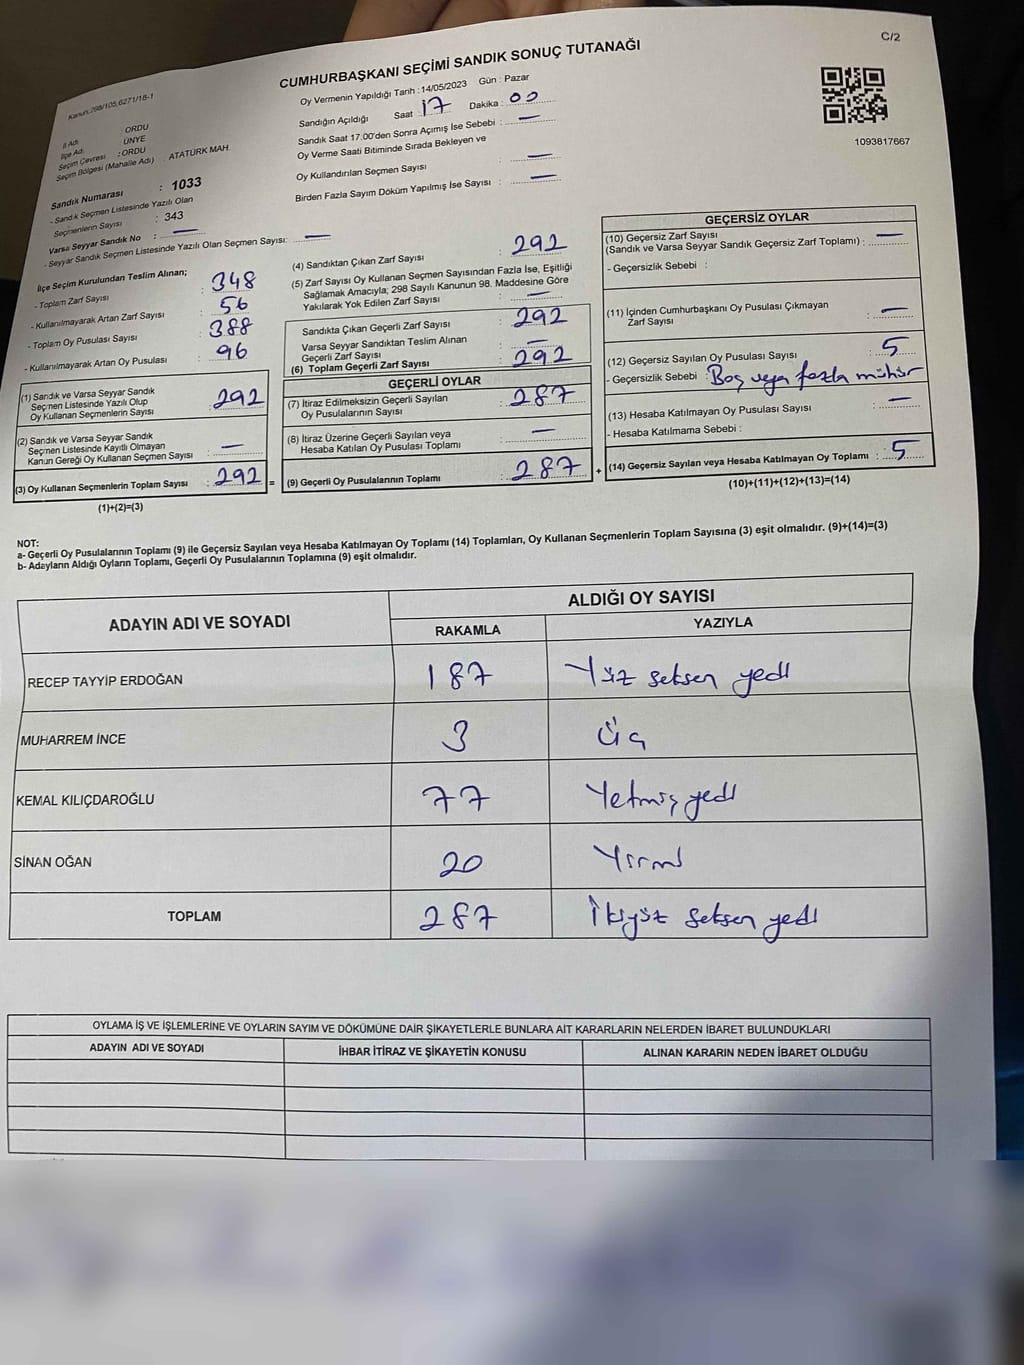 C/2
CUMHURBAŞKANI SEÇİMİ SANDIK SONUÇ TUTANAĞI
Kanun:298/105,6271/18-1
Oy Vermenin Yapıldığı Tarih : 14/05/2023 Gün : Pazar
Sandığın Açıldığı Saat : 17 Dakika : 00
Sandık Saat 17:00'den Sonra Açımış İse Sebebi : —
Oy Verme Saati Bitiminde Sırada Bekleyen ve
Oy Kullandırılan Seçmen Sayısı : —
Birden Fazla Sayım Döküm Yapılmış İse Sayısı : —
1093817667
İl Adı ORDU
İlçe Adı ÜNYE
Seçim Çevresi : ORDU
Seçim Bölgesi (Mahalle Adı) ATATÜRK MAH.
Sandık Numarası : 1033
- Sandık Seçmen Listesinde Yazılı Olan
Seçmenlerin Sayısı : 343
Varsa Seyyar Sandık No : —
- Seyyar Sandık Seçmen Listesinde Yazılı Olan Seçmen Sayısı: —
İlçe Seçim Kurulundan Teslim Alınan;
- Toplam Zarf Sayısı : 348
- Kullanılmayarak Artan Zarf Sayısı : 56
- Toplam Oy Pusulası Sayısı : 388
- Kullanılmayarak Artan Oy Pusulası : 96
(1) Sandık ve Varsa Seyyar Sandık
Seçmen Listesinde Yazılı Olup
Oy Kullanan Seçmenlerin Sayısı : 292
(2) Sandık ve Varsa Seyyar Sandık
Seçmen Listesinde Kayıtlı Olmayan
Kanun Gereği Oy Kullanan Seçmen Sayısı : —
(3) Oy Kullanan Seçmenlerin Toplam Sayısı : 292 =
(1)+(2)=(3)
(4) Sandıktan Çıkan Zarf Sayısı : 292
(5) Zarf Sayısı Oy Kullanan Seçmen Sayısından Fazla İse, Eşitliği
Sağlamak Amacıyla; 298 Sayılı Kanunun 98. Maddesine Göre
Yakılarak Yok Edilen Zarf Sayısı : —
Sandıkta Çıkan Geçerli Zarf Sayısı : 292
Varsa Seyyar Sandıktan Teslim Alınan
Geçerli Zarf Sayısı : —
(6) Toplam Geçerli Zarf Sayısı : 292
GEÇERLİ OYLAR
(7) İtiraz Edilmeksizin Geçerli Sayılan
Oy Pusulalarının Sayısı : 287
(8) İtiraz Üzerine Geçerli Sayılan veya
Hesaba Katılan Oy Pusulası Toplamı : —
(9) Geçerli Oy Pusulalarının Toplamı : 287 +
GEÇERSİZ OYLAR
(10) Geçersiz Zarf Sayısı
(Sandık ve Varsa Seyyar Sandık Geçersiz Zarf Toplamı) : —
- Geçersizlik Sebebi :
(11) İçinden Cumhurbaşkanı Oy Pusulası Çıkmayan
Zarf Sayısı : —
(12) Geçersiz Sayılan Oy Pusulası Sayısı : 5
- Geçersizlik Sebebi : Boş veya fazla mühür
(13) Hesaba Katılmayan Oy Pusulası Sayısı : —
- Hesaba Katılmama Sebebi :
(14) Geçersiz Sayılan veya Hesaba Katılmayan Oy Toplamı : 5
(10)+(11)+(12)+(13)=(14)
NOT:
a- Geçerli Oy Pusulalarının Toplamı (9) ile Geçersiz Sayılan veya Hesaba Katılmayan Oy Toplamı (14) Toplamları, Oy Kullanan Seçmenlerin Toplam Sayısına (3) eşit olmalıdır. (9)+(14)=(3)
b- Adayların Aldığı Oyların Toplamı, Geçerli Oy Pusulalarının Toplamına (9) eşit olmalıdır.
ADAYIN ADI VE SOYADI ALDIĞI OY SAYISI
RAKAMLA YAZIYLA
RECEP TAYYİP ERDOĞAN 187 Yüz seksen yedi
MUHARREM İNCE 3 Üç
KEMAL KILIÇDAROĞLU 77 Yetmiş yedi
SİNAN OĞAN 20 Yirmi
TOPLAM 287 İkiyüz seksen yedi
OYLAMA İŞ VE İŞLEMLERİNE VE OYLARIN SAYIM VE DÖKÜMÜNE DAİR ŞİKAYETLERLE BUNLARA AİT KARARLARIN NELERDEN İBARET BULUNDUKLARI
ADAYIN ADI VE SOYADI İHBAR İTİRAZ VE ŞİKAYETİN KONUSU ALINAN KARARIN NEDEN İBARET OLDUĞU